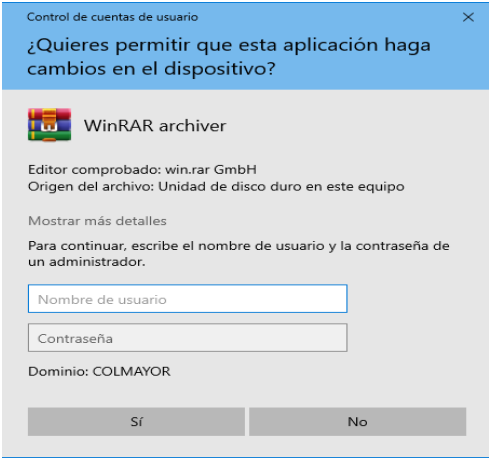 Control de cuentas de usuario
¿Quieres permitir que esta aplicación haga
cambios en el dispositivo?
WinRAR archiver
Editor comprobado: win.rar GmbH
Origen del archivo: Unidad de disco duro en este equipo
Mostrar más detalles
Para continuar, escribe el nombre de usuario y la contraseña de
un administrador.
Nombre de usuario
Contraseña
Dominio: COLMAYOR
Sí
No